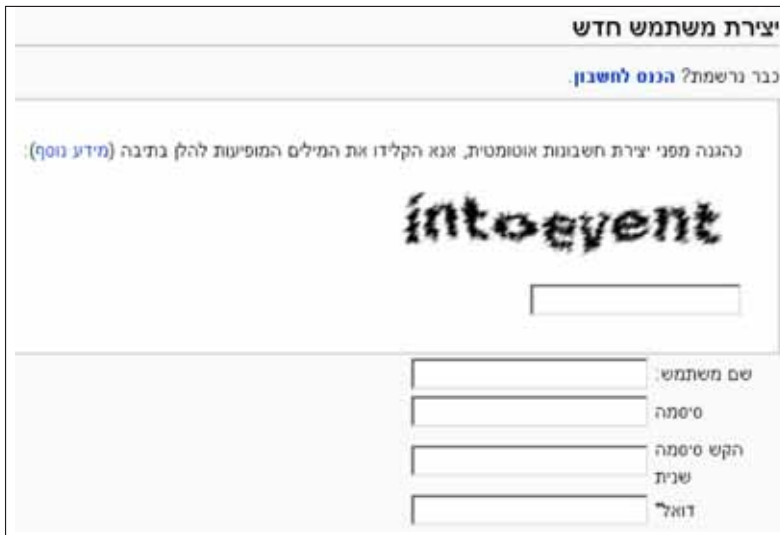 יצירת משתמש חדש
כבר נרשמת? הכנס לחשבון.
כהגנה מפני יצירת חשבונות אוטומטית, אנא הקלידו את המילים המופיעות להלן בתיבה (מידע נוסף):
intoevent
שם משתמש:
סיסמה
הקש סיסמה
שנית
דואל*